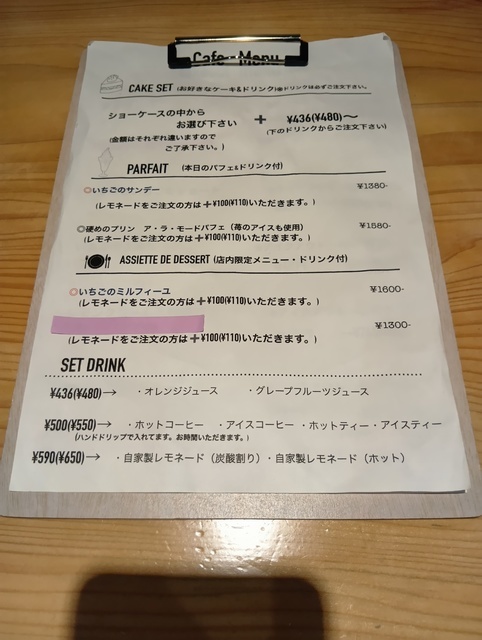 Cafe Menu
CAKE SET (お好きなケーキ&ドリンク)※ドリンクは必ずご注文下さい。
ショーケースの中から
お選び下さい
(金額はそれぞれ違いますので
ご了承下さい。)
+ ¥436(¥480)〜
(下のドリンクからご注文下さい)
PARFAIT (本日のパフェ&ドリンク付)
◎いちごのサンデー ¥1380-
(レモネードをご注文の方は+¥100(¥110)いただきます。)
◎硬めのプリン ア・ラ・モードパフェ(苺のアイスも使用) ¥1580-
(レモネードをご注文の方は+¥100(¥110)いただきます。)
ASSIETTE DE DESSERT (店内限定メニュー・ドリンク付)
◎いちごのミルフィーユ ¥1600-
(レモネードをご注文の方は+¥100(¥110)いただきます。)
¥1300-
(レモネードをご注文の方は+¥100(¥110)いただきます。)
SET DRINK
¥436(¥480)→ ・オレンジジュース ・グレープフルーツジュース
¥500(¥550)→ ・ホットコーヒー ・アイスコーヒー ・ホットティー・アイスティー
(ハンドドリップで入れてます。お時間いただきます。)
¥590(¥650)→ ・自家製レモネード(炭酸割り)・自家製レモネード(ホット)